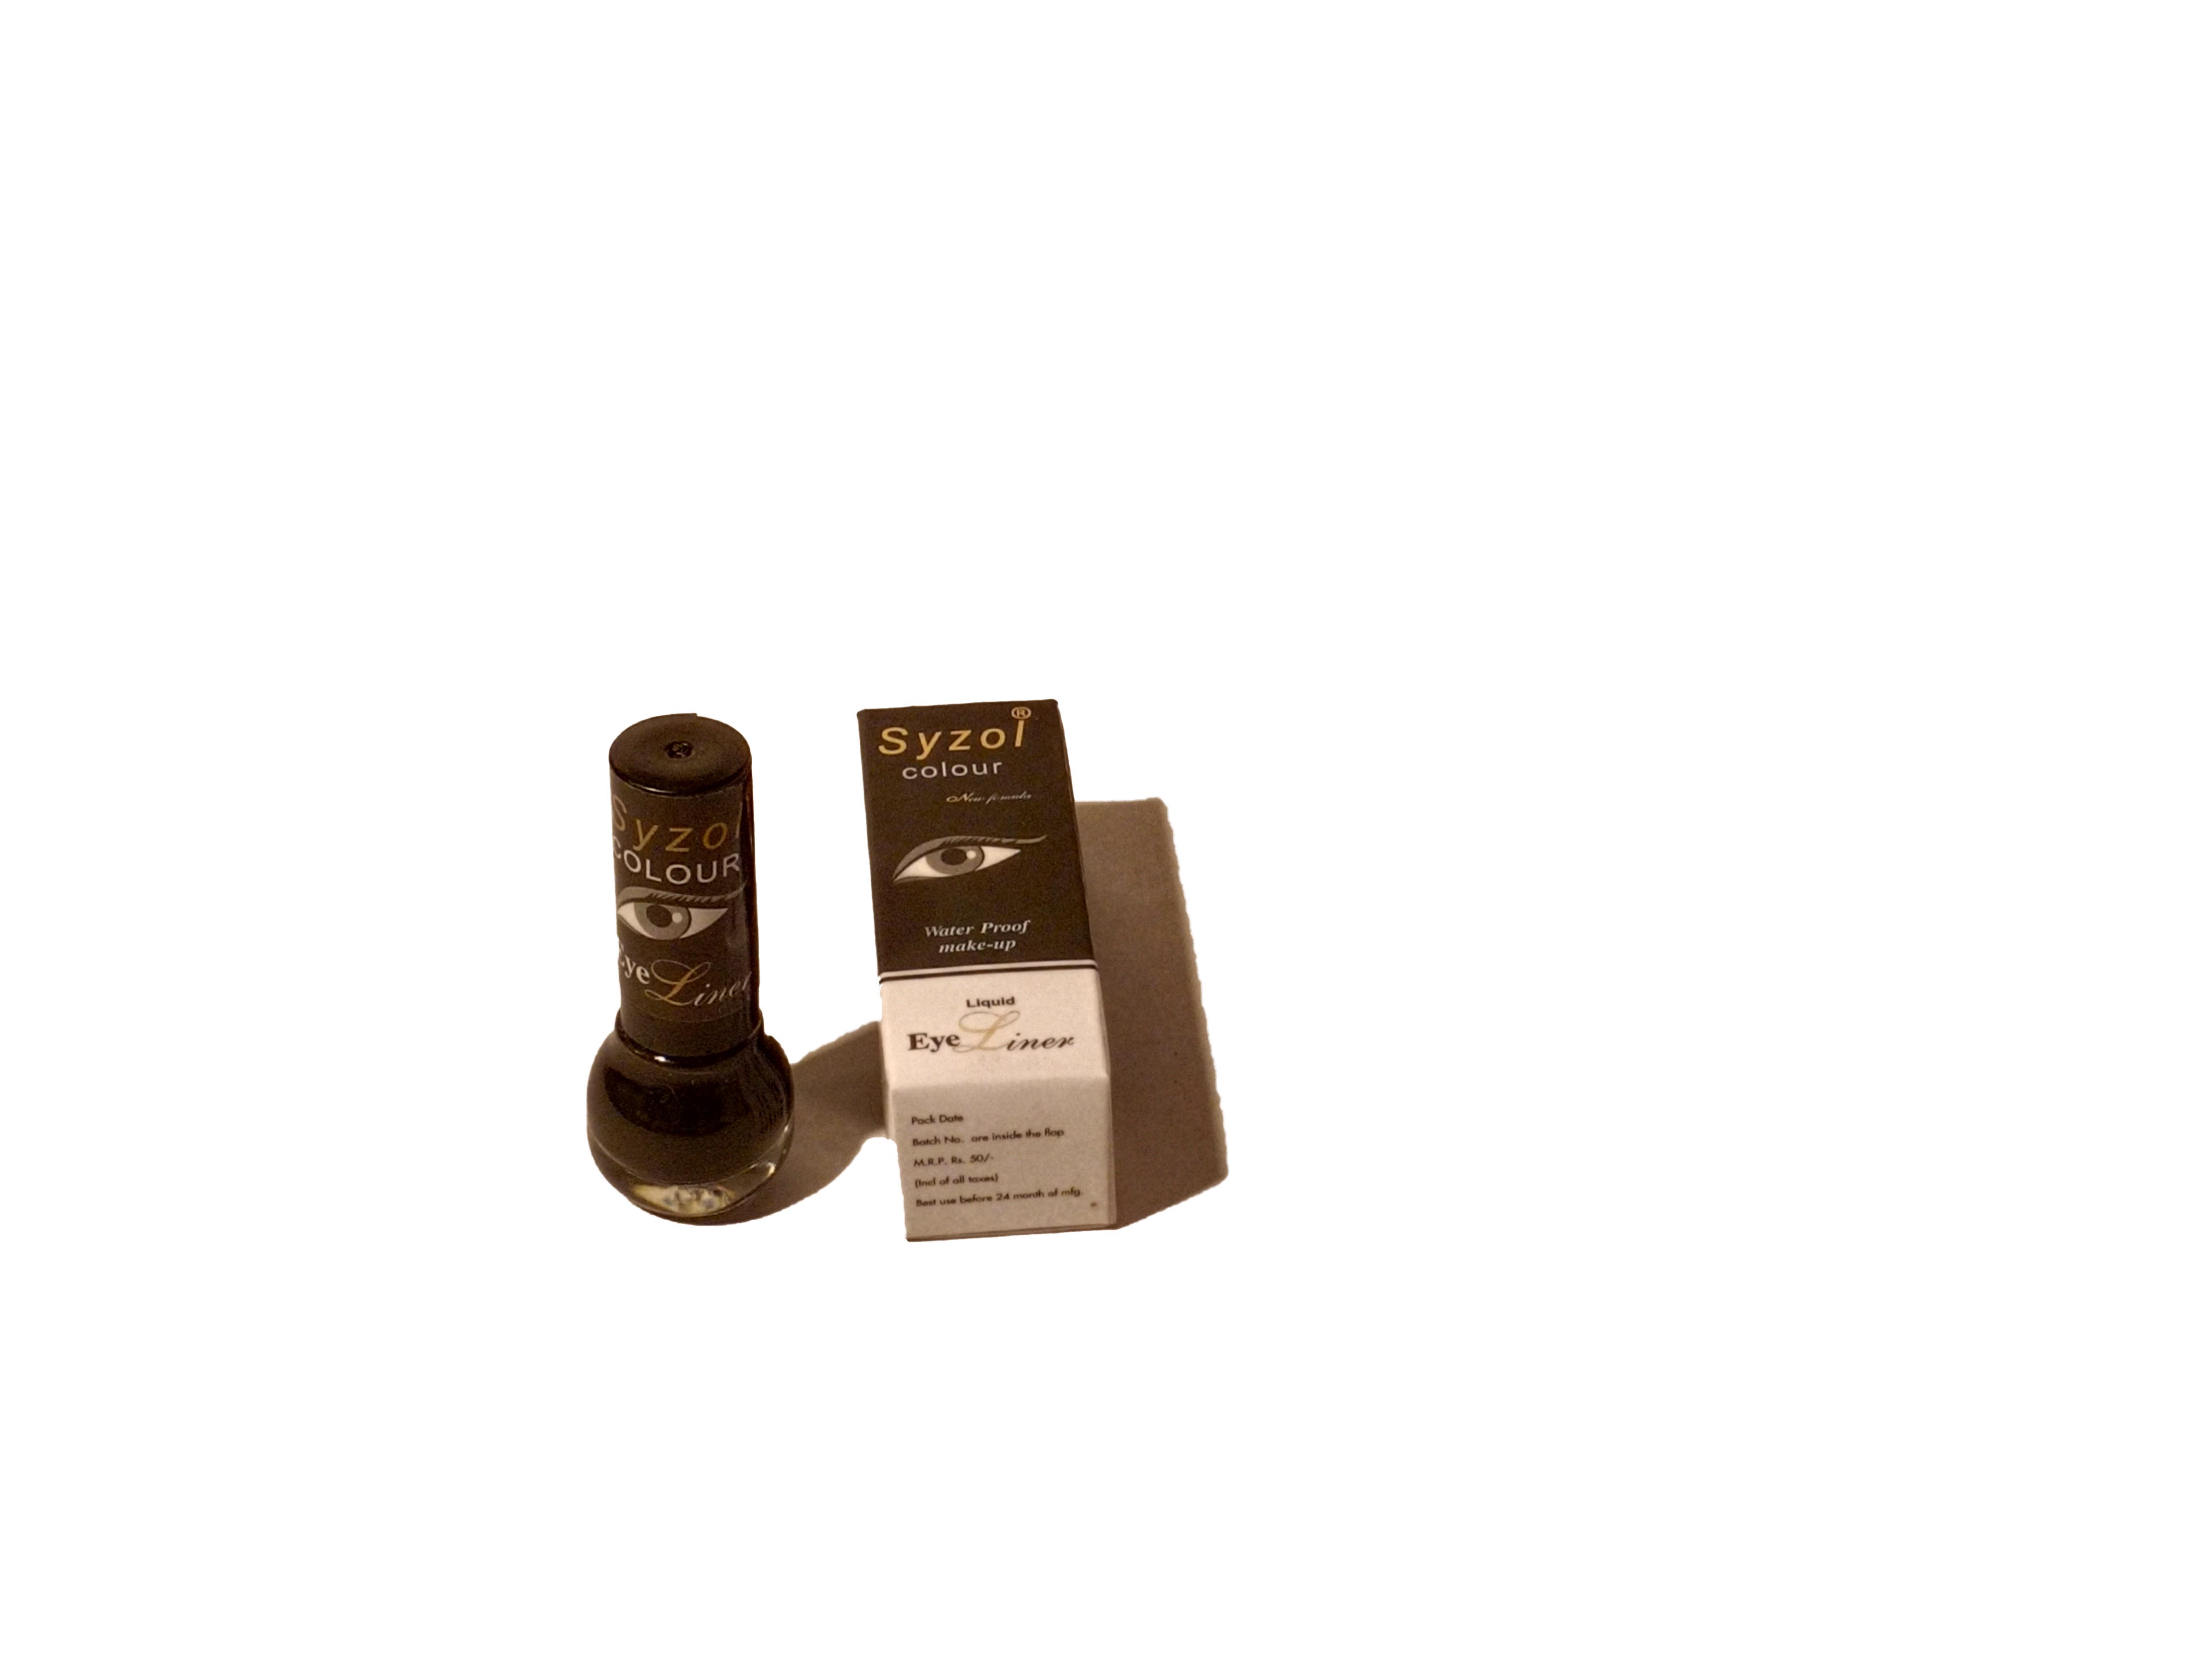 Syzol
COLOUR
Eye Liner
Syzol®
colour
New formula
Water Proof
make-up
Liquid
Eye Liner
Pack Date
Batch No. are inside the flap
M.R.P. Rs. 50/-
(Incl of all taxes)
Best use before 24 month of mfg.